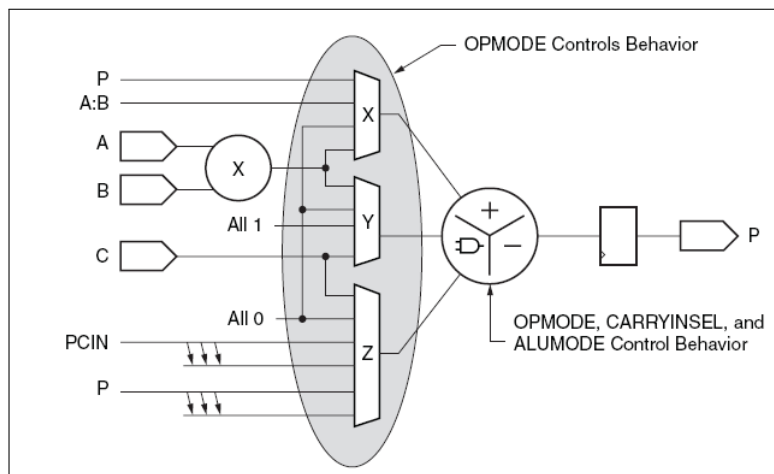 OPMODE Controls Behavior
P
A:B
X
A
X
B
Y
All 1
+
–
P
C
All 0
OPMODE, CARRYINSEL, and
ALUMODE Control Behavior
PCIN
Z
P